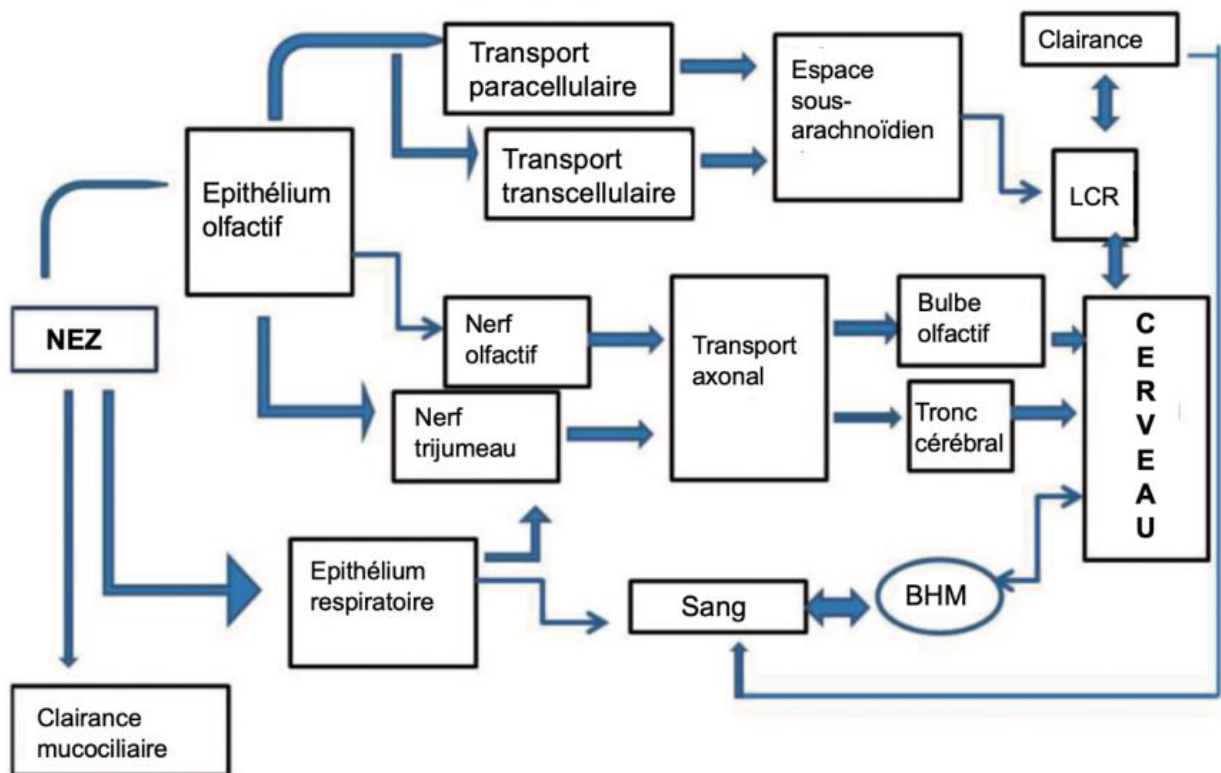 Transport
paracellulaire
Espace
sous-
arachnoïdien
Clairance
Epithélium
olfactif
Transport
transcellulaire
LCR
NEZ
Nerf
olfactif
Transport
axonal
Bulbe
olfactif
C
E
R
V
E
A
U
Nerf
trijumeau
Tronc
cérébral
Epithélium
respiratoire
Sang
BHM
Clairance
mucociliaire